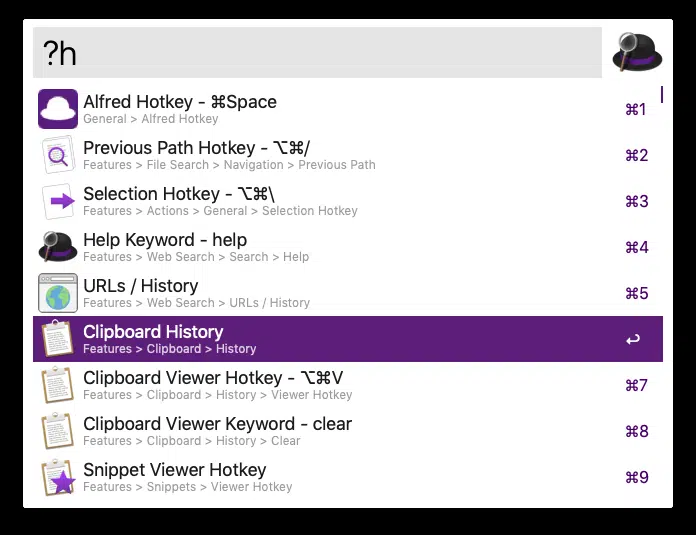 ?h
Alfred Hotkey - ⌘Space
General > Alfred Hotkey
⌘1
Previous Path Hotkey - ⌥⌘/
Features > File Search > Navigation > Previous Path
⌘2
Selection Hotkey - ⌥⌘\
Features > Actions > General > Selection Hotkey
⌘3
Help Keyword - help
Features > Web Search > Search > Help
⌘4
URLs / History
Features > Web Search > URLs / History
⌘5
Clipboard History
Features > Clipboard > History
↩
Clipboard Viewer Hotkey - ⌥⌘V
Features > Clipboard > History > Viewer Hotkey
⌘7
Clipboard Viewer Keyword - clear
Features > Clipboard > History > Clear
⌘8
Snippet Viewer Hotkey
Features > Snippets > Viewer Hotkey
⌘9